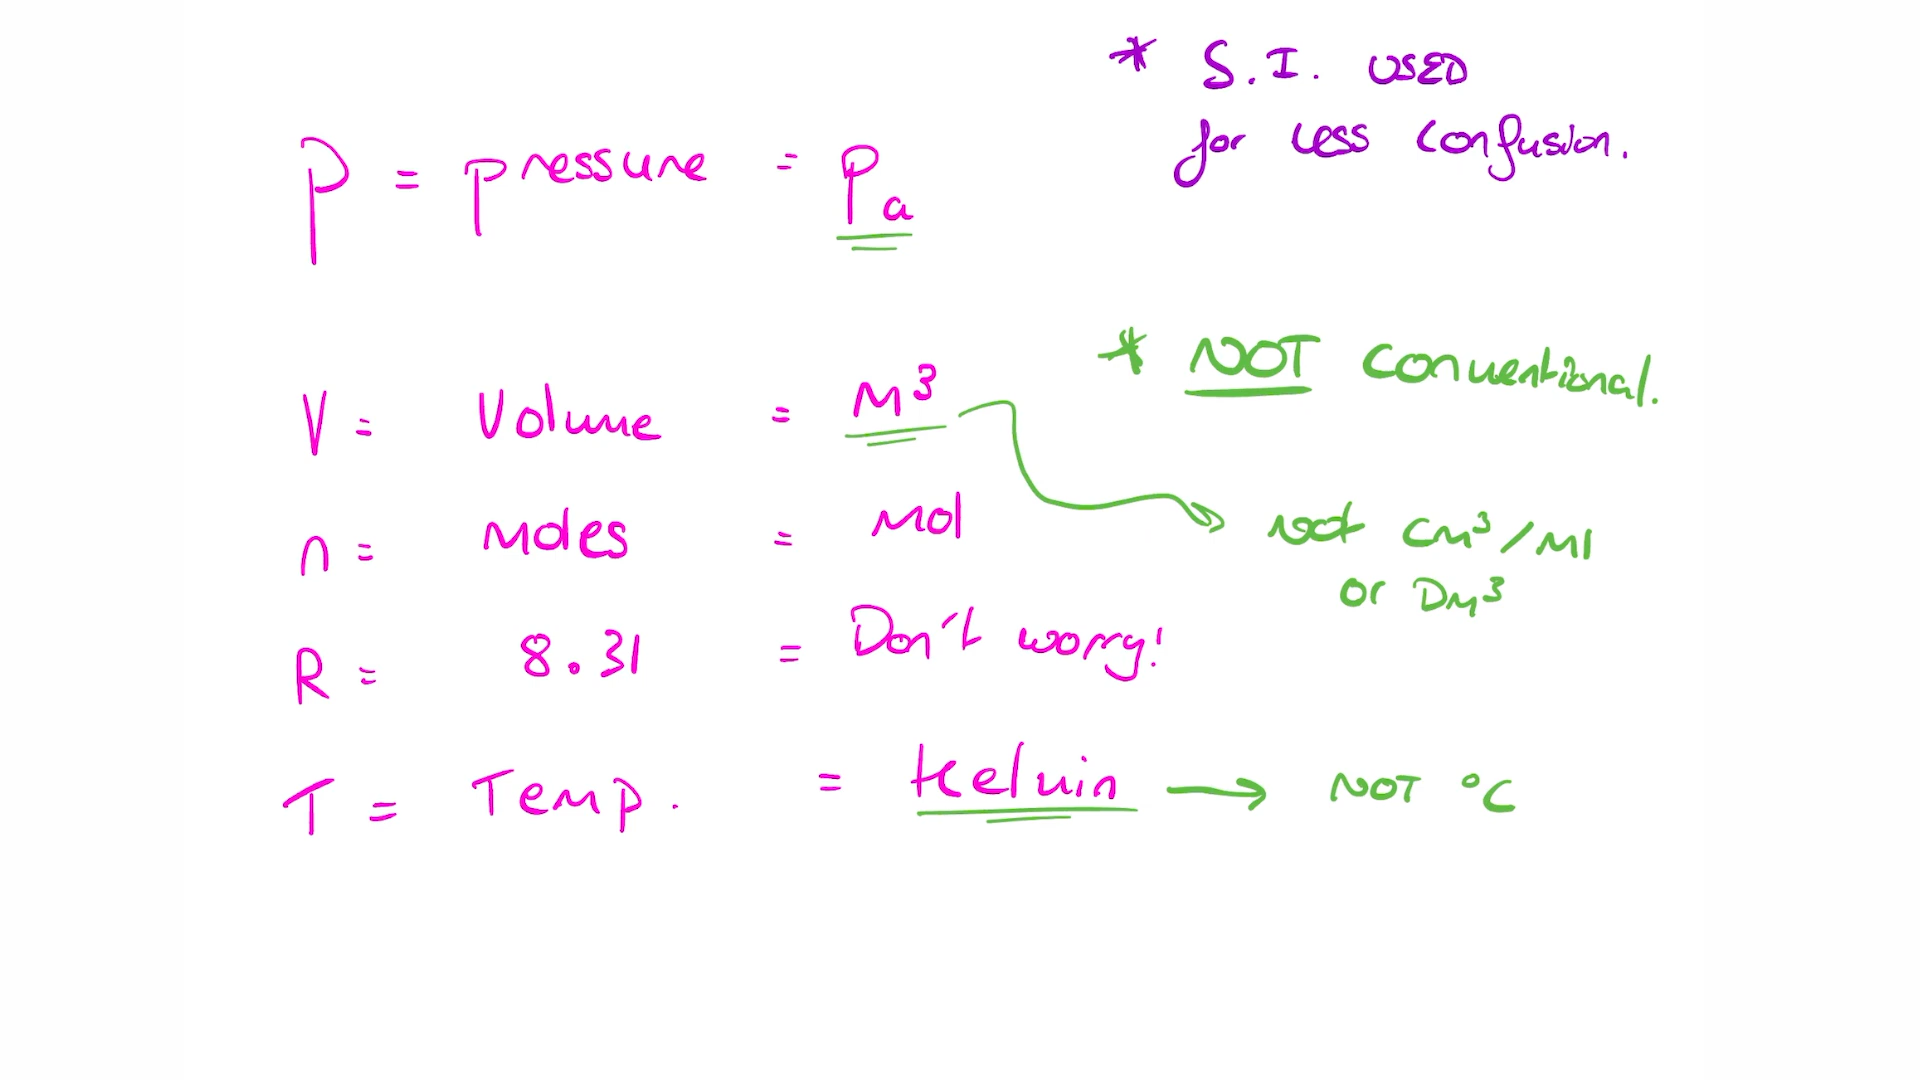 * S.I. USED
for less confusion.
P = pressure = Pa
* NOT conventional.
V = Volume = M³
n = Moles = Mol
Not Cm³/Ml
or Dm³
R = 8.31 = Don't worry!
T = Temp. = Kelvin → NOT °C